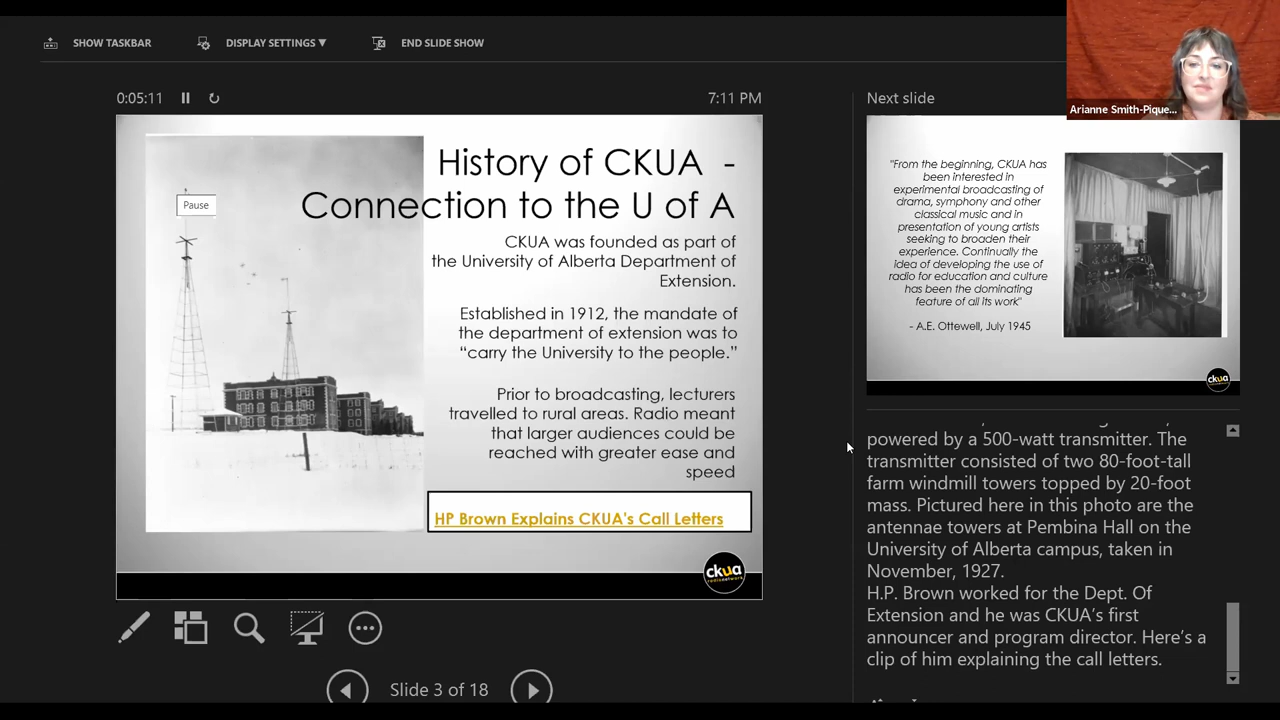 SHOW TASKBAR
DISPLAY SETTINGS ▼
END SLIDE SHOW
Arianne Smith-Pique...
0:05:11
7:11 PM
Next slide
Pause
History of CKUA -
Connection to the U of A
CKUA was founded as part of
the University of Alberta Department of
Extension.
Established in 1912, the mandate of
the department of extension was to
“carry the University to the people.”
Prior to broadcasting, lecturers
travelled to rural areas. Radio meant
that larger audiences could be
reached with greater ease and
speed
HP Brown Explains CKUA's Call Letters
ckua
radio network
Slide 3 of 18
"From the beginning, CKUA has
been interested in
experimental broadcasting of
drama, symphony and other
classical music and in
presentation of young artists
seeking to broaden their
experience. Continually the
idea of developing the use of
radio for education and culture
has been the dominating
feature of all its work"
- A.E. Ottewell, July 1945
ckua
powered by a 500-watt transmitter. The
transmitter consisted of two 80-foot-tall
farm windmill towers topped by 20-foot
mass. Pictured here in this photo are the
antennae towers at Pembina Hall on the
University of Alberta campus, taken in
November, 1927.
H.P. Brown worked for the Dept. Of
Extension and he was CKUA’s first
announcer and program director. Here’s a
clip of him explaining the call letters.